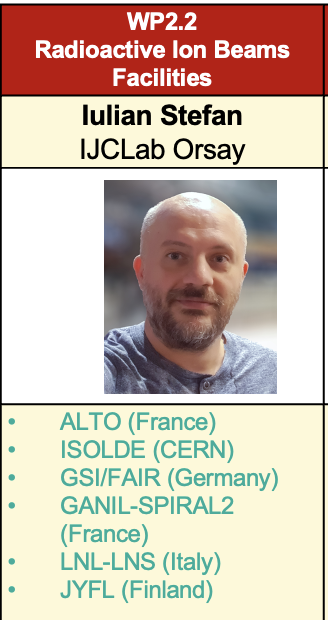 WP2.2
Radioactive Ion Beams
Facilities
Iulian Stefan
IJCLab Orsay
• ALTO (France)
• ISOLDE (CERN)
• GSI/FAIR (Germany)
• GANIL-SPIRAL2
(France)
• LNL-LNS (Italy)
• JYFL (Finland)